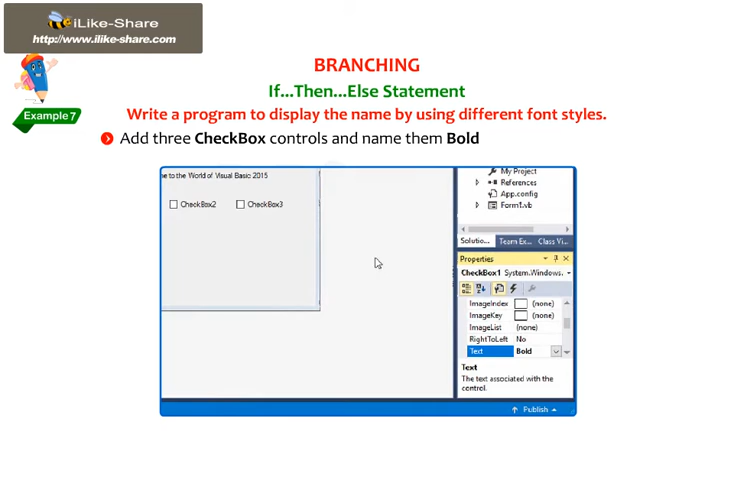 iLike-Share
http://www.ilike-share.com
BRANCHING
If...Then...Else Statement
Example 7
Write a program to display the name by using different font styles.
Add three CheckBox controls and name them Bold
e to the World of Visual Basic 2015
CheckBox2 CheckBox3
My Project
References
App.config
Form1.vb
Solutio... Team Ex... Class Vi...
Properties
CheckBox1 System.Windows.
ImageIndex (none)
ImageKey (none)
ImageList (none)
RightToLeft No
Text Bold
Text
The text associated with the
control.
Publish